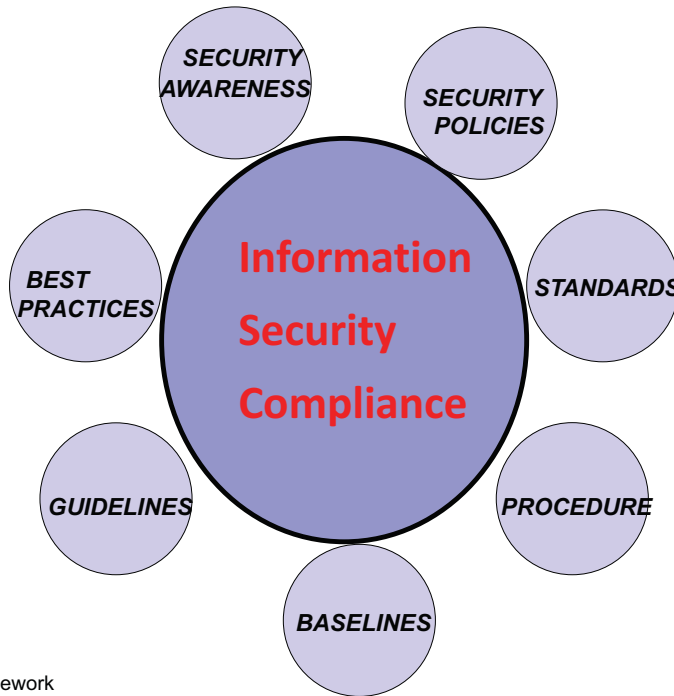 SECURITY
AWARENESS
SECURITY
POLICIES
Information
Security
Compliance
BEST
PRACTICES
STANDARDS
GUIDELINES
PROCEDURE
BASELINES
ework